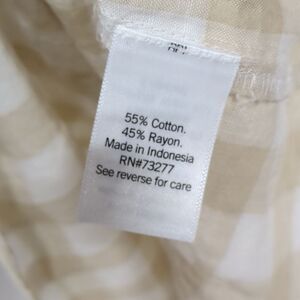 55% Cotton.
45% Rayon.
Made in Indonesia
RN#73277
See reverse for care